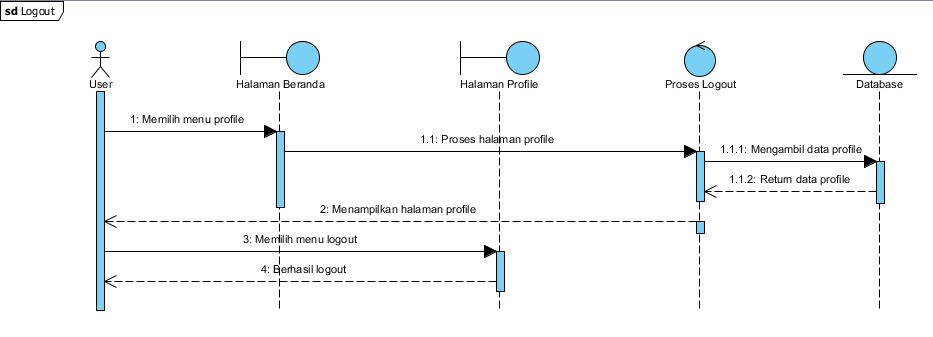 sd Logout
User
Halaman Beranda
Halaman Profile
Proses Logout
Database
1: Memilih menu profile
1.1: Proses halaman profile
1.1.1: Mengambil data profile
1.1.2: Return data profile
2: Menampilkan halaman profile
3: Memilih menu logout
4: Berhasil logout